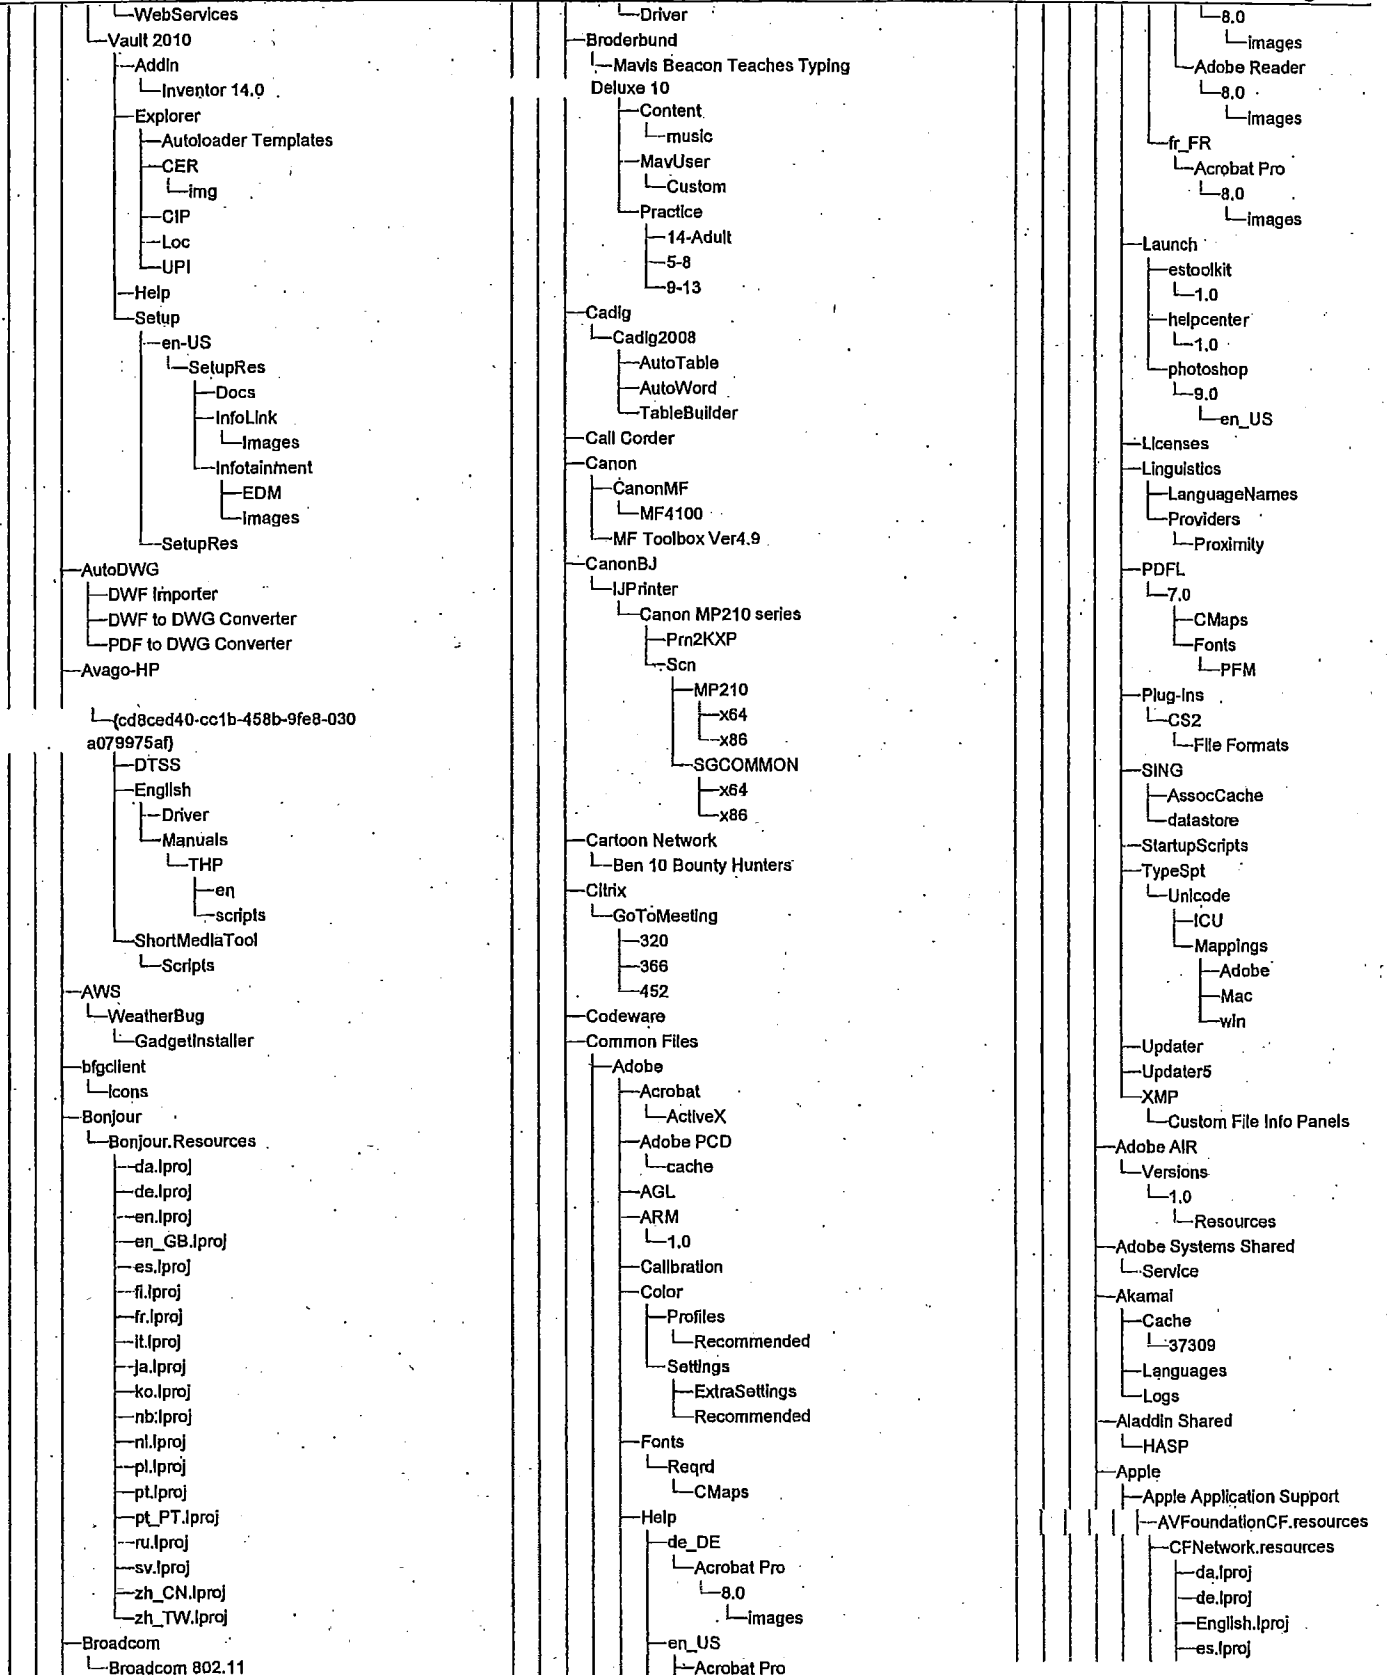 WebServices
Vault 2010
AddIn
Inventor 14.0
Explorer
Autoloader Templates
CER
img
CIP
Loc
UPI
Help
Setup
en-US
SetupRes
Docs
InfoLink
Images
Infotainment
EDM
Images
SetupRes
AutoDWG
DWF Importer
DWF to DWG Converter
PDF to DWG Converter
Avago-HP
{cd8ced40-cc1b-458b-9fe8-030
a079975af}
DTSS
English
Driver
Manuals
THP
en
scripts
ShortMediaTool
Scripts
AWS
WeatherBug
GadgetInstaller
bfgclient
Icons
Bonjour
Bonjour.Resources
da.lproj
de.lproj
en.lproj
en_GB.lproj
es.lproj
fi.lproj
fr.lproj
it.lproj
ja.lproj
ko.lproj
nb.lproj
nl.lproj
pl.lproj
pt.lproj
pt_PT.lproj
ru.lproj
sv.lproj
zh_CN.lproj
zh_TW.lproj
Broadcom
Broadcom 802.11
Driver
Broderbund
Mavis Beacon Teaches Typing
Deluxe 10
Content
music
MavUser
Custom
Practice
14-Adult
5-8
9-13
Cadig
Cadig2008
AutoTable
AutoWord
TableBuilder
Call Corder
Canon
CanonMF
MF4100
MF Toolbox Ver4.9
CanonBJ
IJPrinter
Canon MP210 series
Prn2KXP
Scn
MP210
x64
x86
SGCOMMON
x64
x86
Cartoon Network
Ben 10 Bounty Hunters
Citrix
GoToMeeting
320
366
452
Codeware
Common Files
Adobe
Acrobat
ActiveX
Adobe PCD
cache
AGL
ARM
1.0
Calibration
Color
Profiles
Recommended
Settings
ExtraSettings
Recommended
Fonts
Reqrd
CMaps
Help
de_DE
Acrobat Pro
8.0
images
en_US
Acrobat Pro
8.0
images
Adobe Reader
8.0
images
fr_FR
Acrobat Pro
8.0
images
Launch
estoolkit
1.0
helpcenter
1.0
photoshop
9.0
en_US
Licenses
Linguistics
LanguageNames
Providers
Proximity
PDFL
7.0
CMaps
Fonts
PFM
Plug-Ins
CS2
File Formats
SING
AssocCache
datastore
StartupScripts
TypeSpt
Unicode
ICU
Mappings
Adobe
Mac
win
Updater
Updater5
XMP
Custom File Info Panels
Adobe AIR
Versions
1.0
Resources
Adobe Systems Shared
Service
Akamai
Cache
37309
Languages
Logs
Aladdin Shared
HASP
Apple
Apple Application Support
AVFoundationCF.resources
CFNetwork.resources
da.lproj
de.lproj
English.lproj
es.lproj